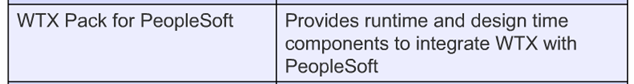 WTX Pack for PeopleSoft
Provides runtime and design time
components to integrate WTX with
PeopleSoft